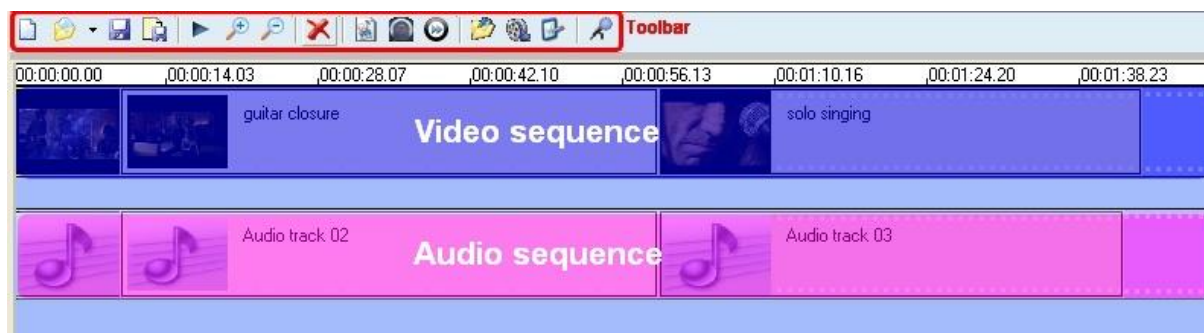 Toolbar
00:00:00.00 00:00:14.03 00:00:28.07 00:00:42.10 00:00:56.13 00:01:10.16 00:01:24.20 00:01:38.23
guitar closure Video sequence solo singing
Audio track 02 Audio sequence Audio track 03